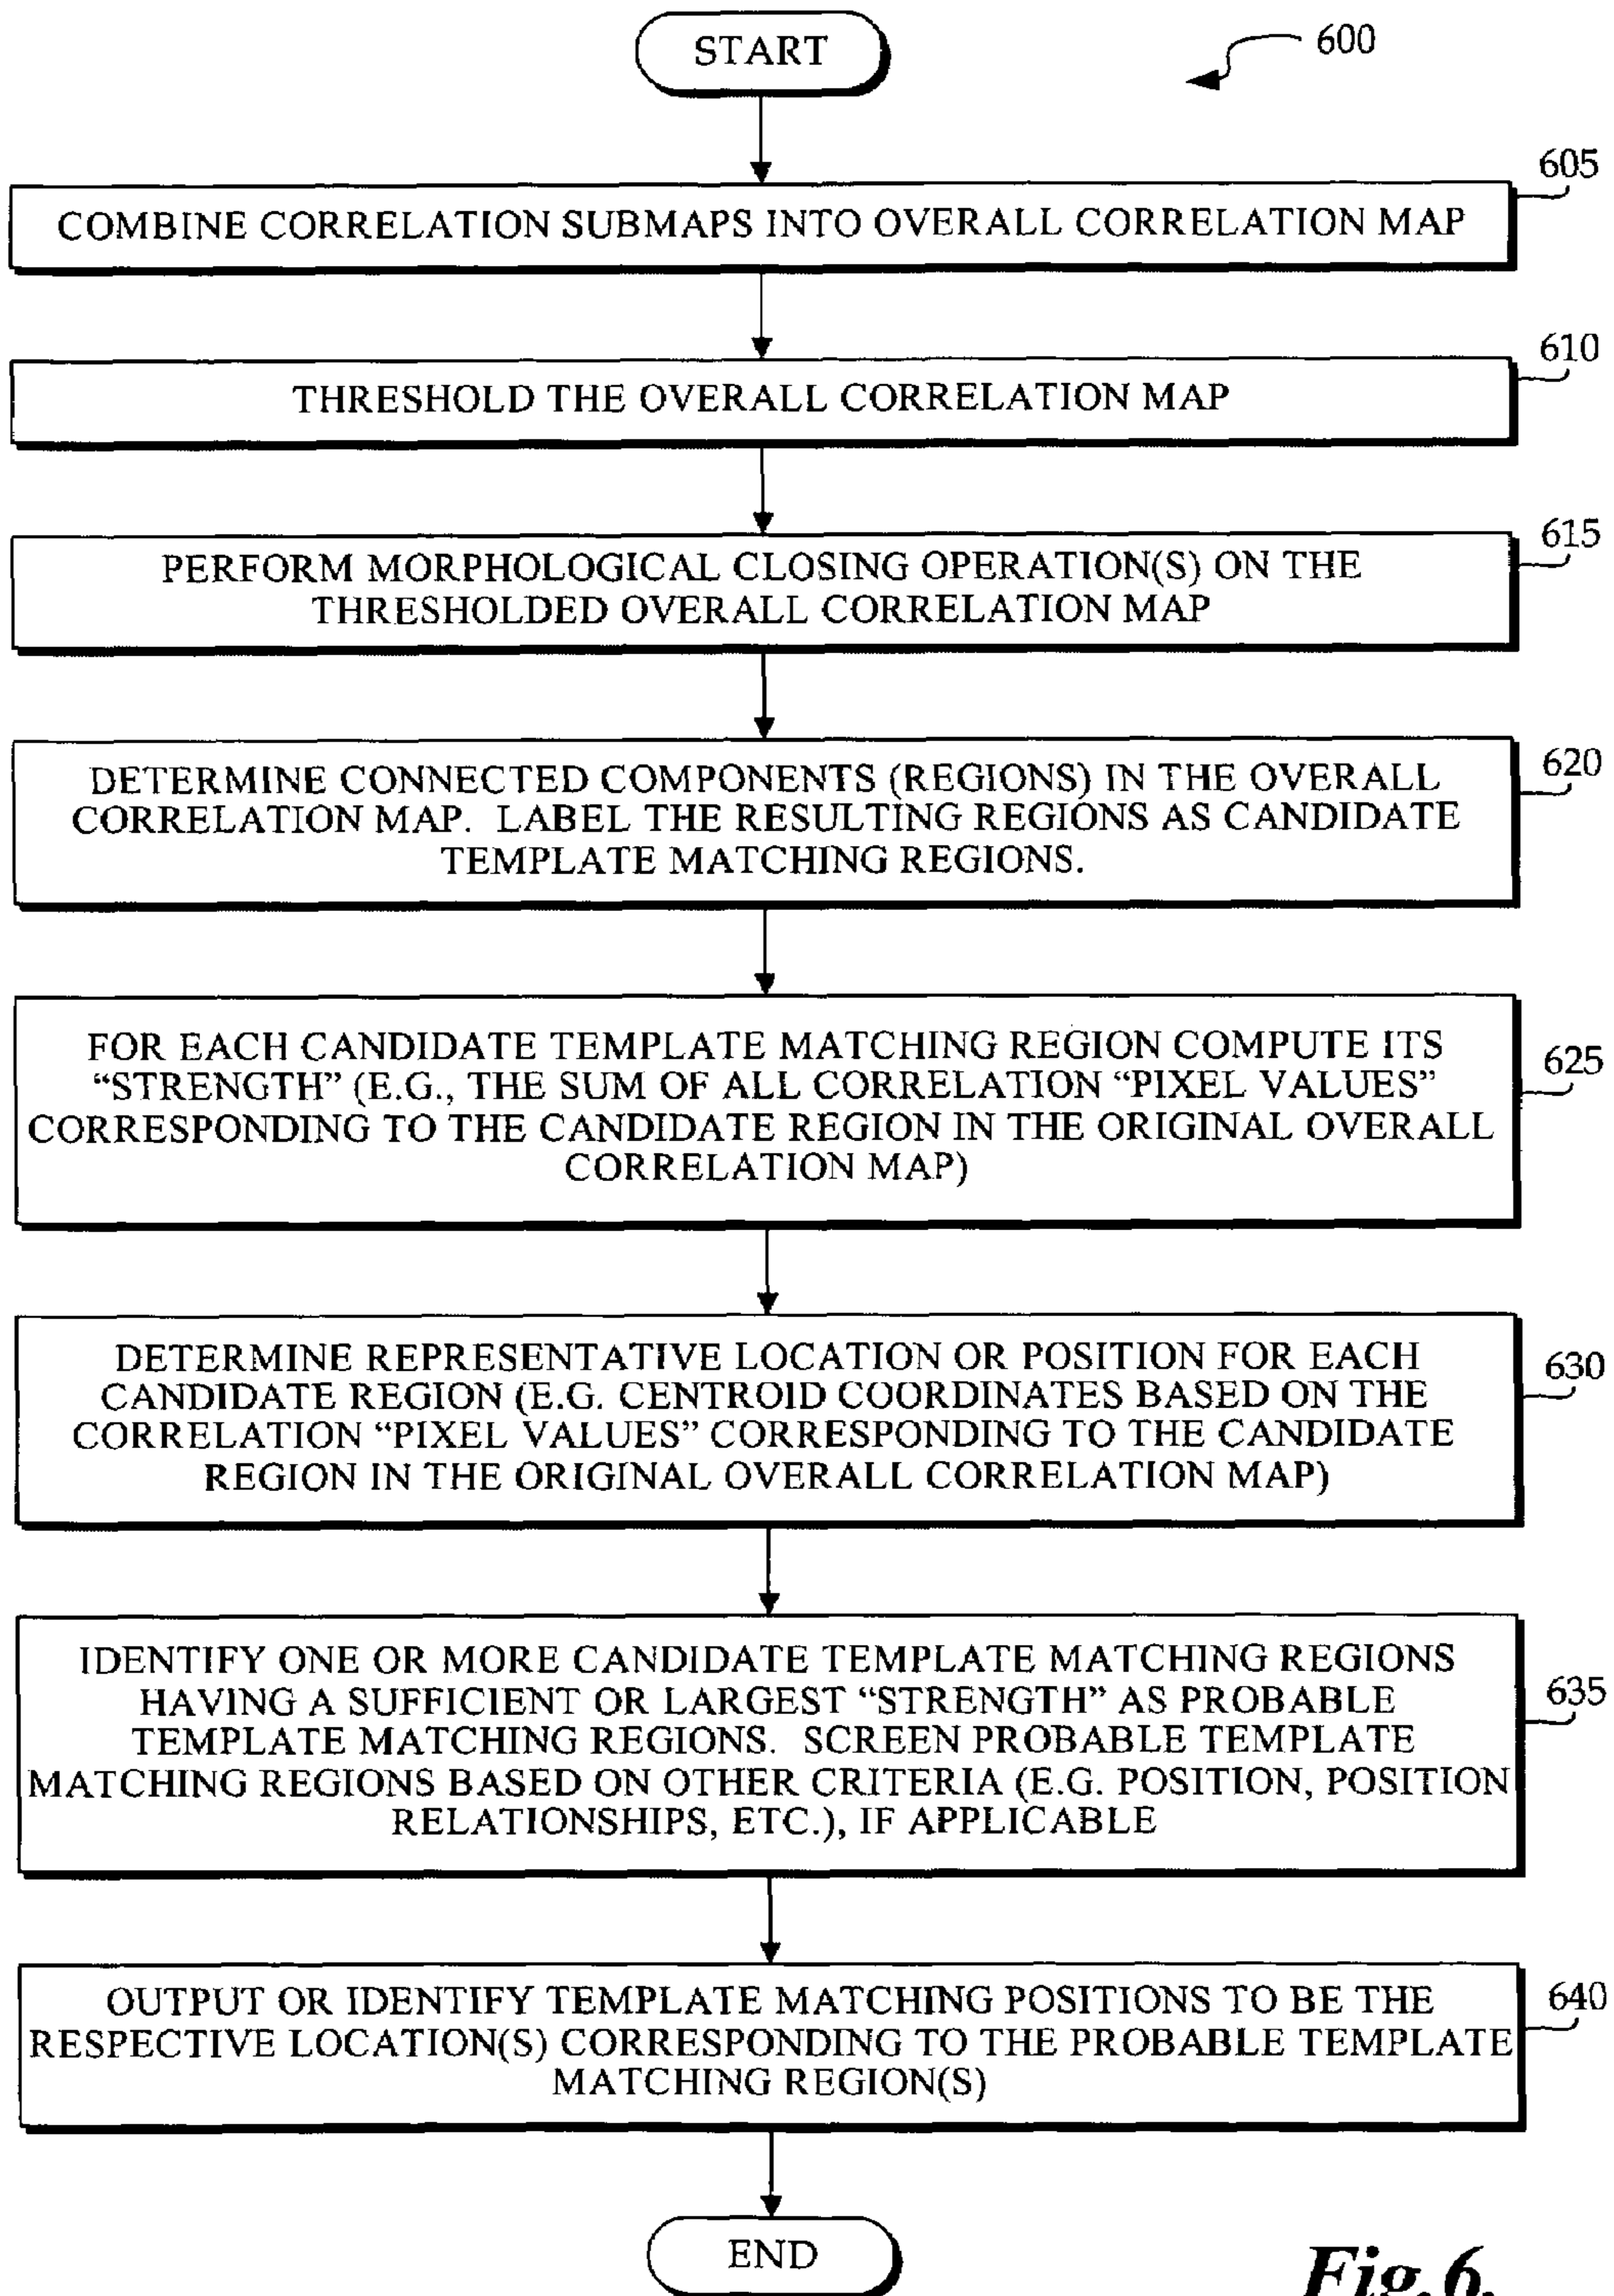 START
600
605
COMBINE CORRELATION SUBMAPS INTO OVERALL CORRELATION MAP
610
THRESHOLD THE OVERALL CORRELATION MAP
615
PERFORM MORPHOLOGICAL CLOSING OPERATION(S) ON THE
THRESHOLDED OVERALL CORRELATION MAP
620
DETERMINE CONNECTED COMPONENTS (REGIONS) IN THE OVERALL
CORRELATION MAP. LABEL THE RESULTING REGIONS AS CANDIDATE
TEMPLATE MATCHING REGIONS.
625
FOR EACH CANDIDATE TEMPLATE MATCHING REGION COMPUTE ITS
“STRENGTH” (E.G., THE SUM OF ALL CORRELATION “PIXEL VALUES”
CORRESPONDING TO THE CANDIDATE REGION IN THE ORIGINAL OVERALL
CORRELATION MAP)
630
DETERMINE REPRESENTATIVE LOCATION OR POSITION FOR EACH
CANDIDATE REGION (E.G. CENTROID COORDINATES BASED ON THE
CORRELATION “PIXEL VALUES” CORRESPONDING TO THE CANDIDATE
REGION IN THE ORIGINAL OVERALL CORRELATION MAP)
635
IDENTIFY ONE OR MORE CANDIDATE TEMPLATE MATCHING REGIONS
HAVING A SUFFICIENT OR LARGEST “STRENGTH” AS PROBABLE
TEMPLATE MATCHING REGIONS. SCREEN PROBABLE TEMPLATE
MATCHING REGIONS BASED ON OTHER CRITERIA (E.G. POSITION, POSITION
RELATIONSHIPS, ETC.), IF APPLICABLE
640
OUTPUT OR IDENTIFY TEMPLATE MATCHING POSITIONS TO BE THE
RESPECTIVE LOCATION(S) CORRESPONDING TO THE PROBABLE TEMPLATE
MATCHING REGION(S)
END
Fig.6.